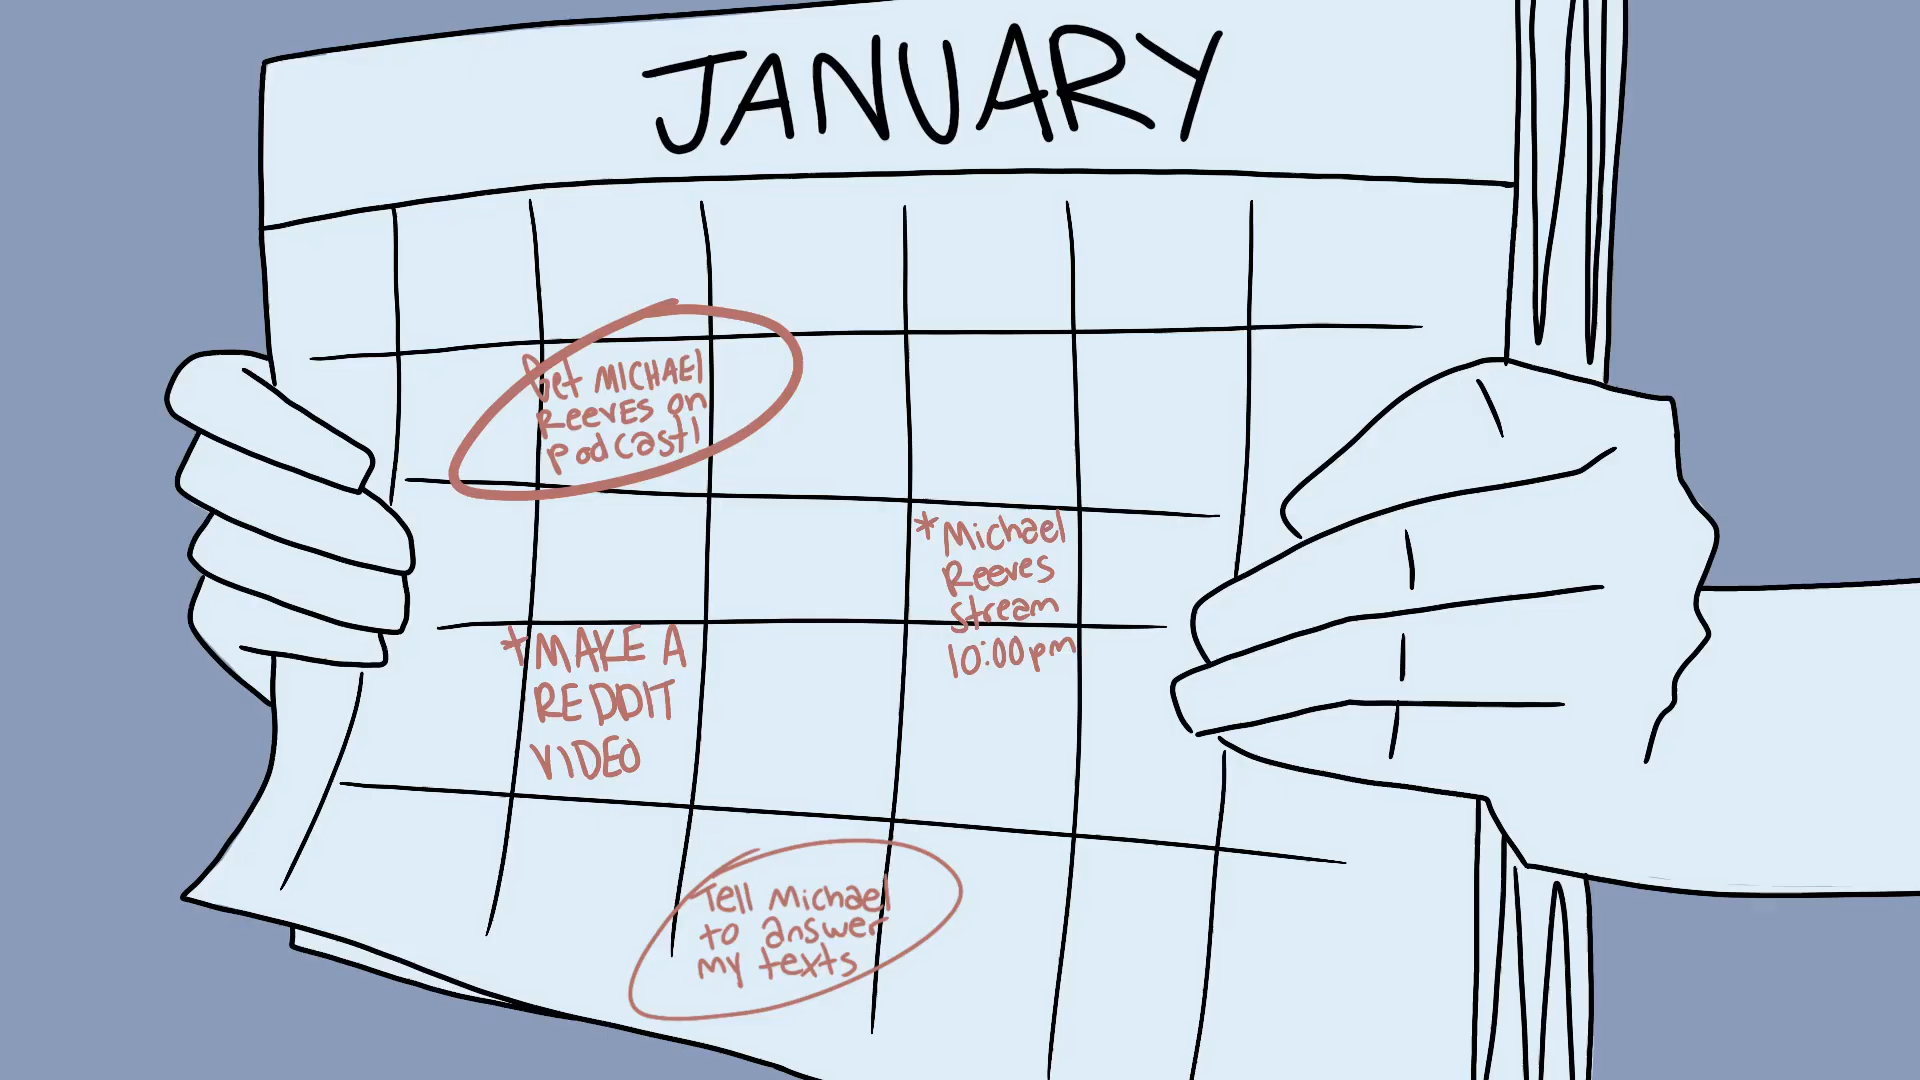 JANUARY
Get MICHAEL
REEVES on
podcast!
*Michael
Reeves
stream
10:00pm
*MAKE A
REDDIT
VIDEO
Tell Michael
to answer
my texts